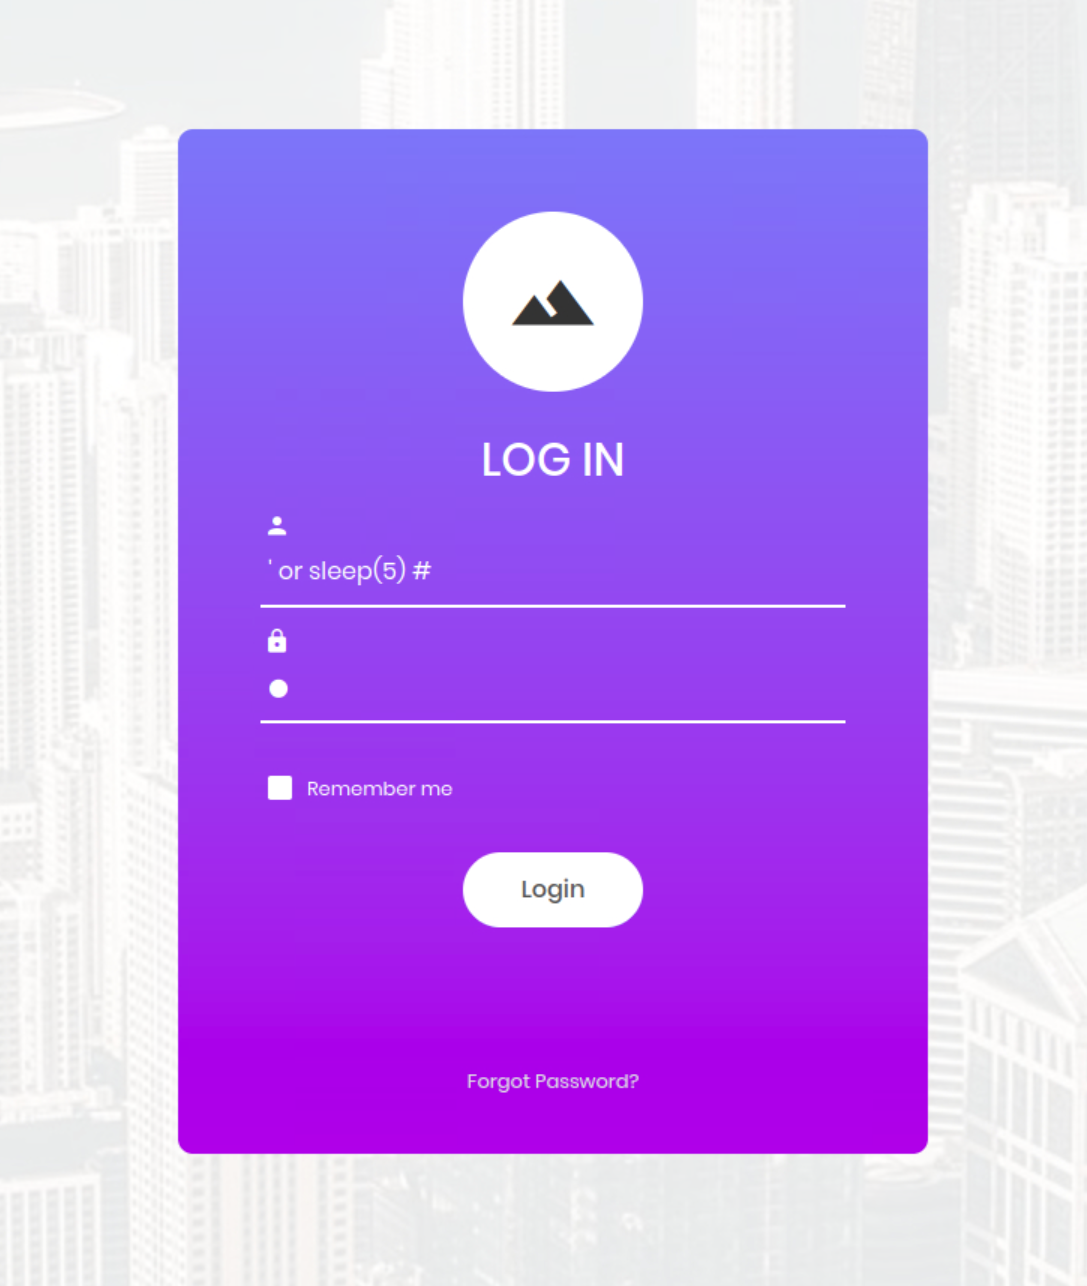 LOG IN
' or sleep(5) #
Remember me
Login
Forgot Password?